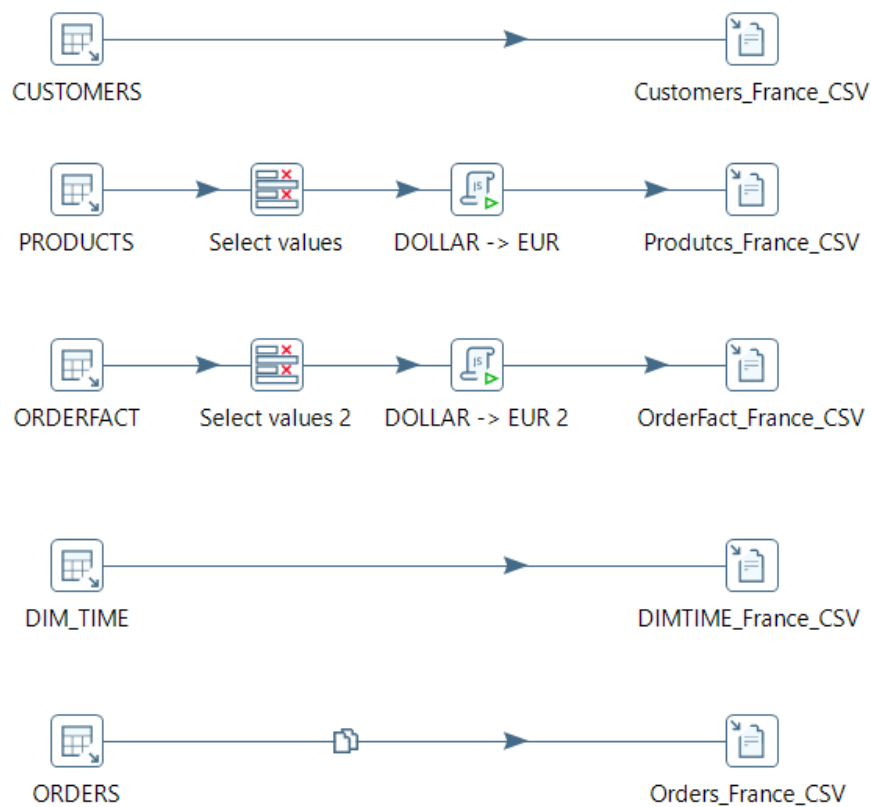 CUSTOMERS
Customers_France_CSV
PRODUCTS
Select values
DOLLAR -> EUR
Produtcs_France_CSV
ORDERFACT
Select values 2
DOLLAR -> EUR 2
OrderFact_France_CSV
DIM_TIME
DIMTIME_France_CSV
ORDERS
Orders_France_CSV